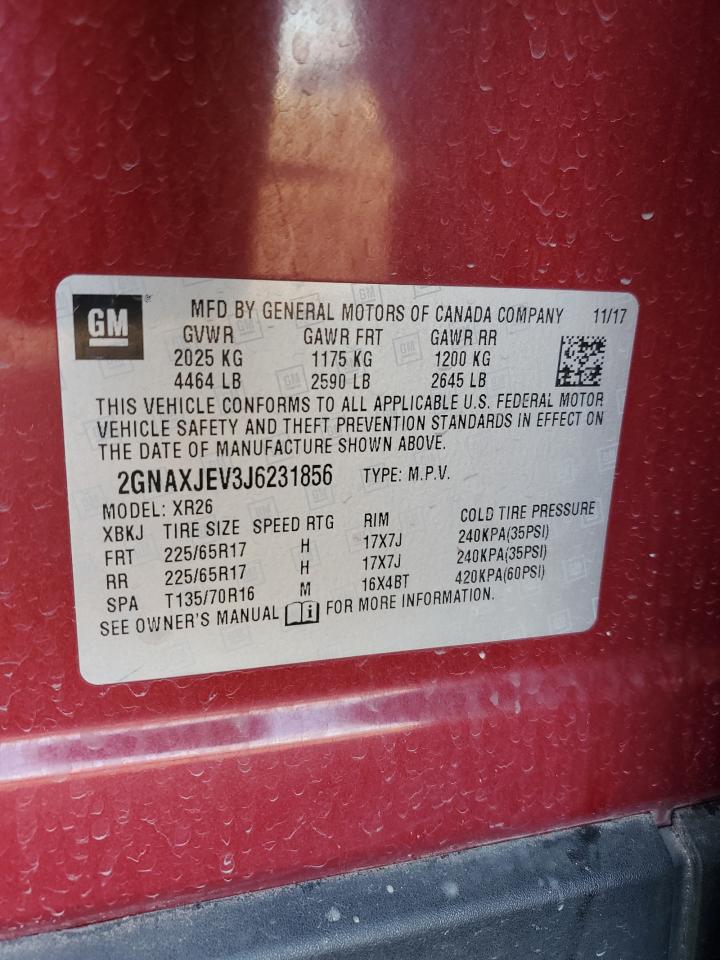 GM
MFD BY GENERAL MOTORS OF CANADA COMPANY 11/17
GVWR GAWR FRT GAWR RR
2025 KG 1175 KG 1200 KG
4464 LB 2590 LB 2645 LB
THIS VEHICLE CONFORMS TO ALL APPLICABLE U.S. FEDERAL MOTOR
VEHICLE SAFETY AND THEFT PREVENTION STANDARDS IN EFFECT ON
THE DATE OF MANUFACTURE SHOWN ABOVE.
2GNAXJEV3J6231856 TYPE: M.P.V.
MODEL: XR26
XBKJ TIRE SIZE SPEED RTG RIM COLD TIRE PRESSURE
FRT 225/65R17 H 17X7J 240KPA(35PSI)
RR 225/65R17 H 17X7J 240KPA(35PSI)
SPA T135/70R16 M 16X4BT 420KPA(60PSI)
SEE OWNER'S MANUAL i FOR MORE INFORMATION.